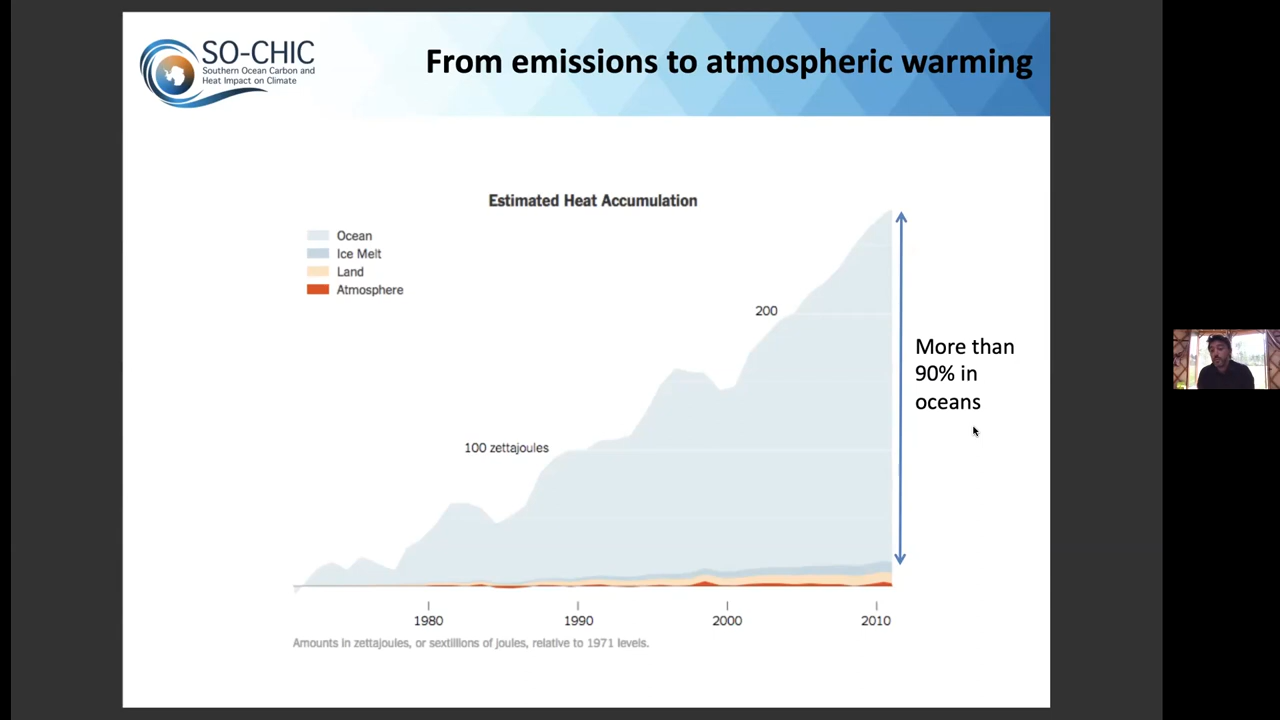 SO-CHIC
Southern Ocean Carbon and
Heat Impact on Climate
From emissions to atmospheric warming
Estimated Heat Accumulation
Ocean
Ice Melt
Land
Atmosphere
200
More than
90% in
oceans
100 zettajoules
1980
1990
2000
2010
Amounts in zettajoules, or sextillions of joules, relative to 1971 levels.